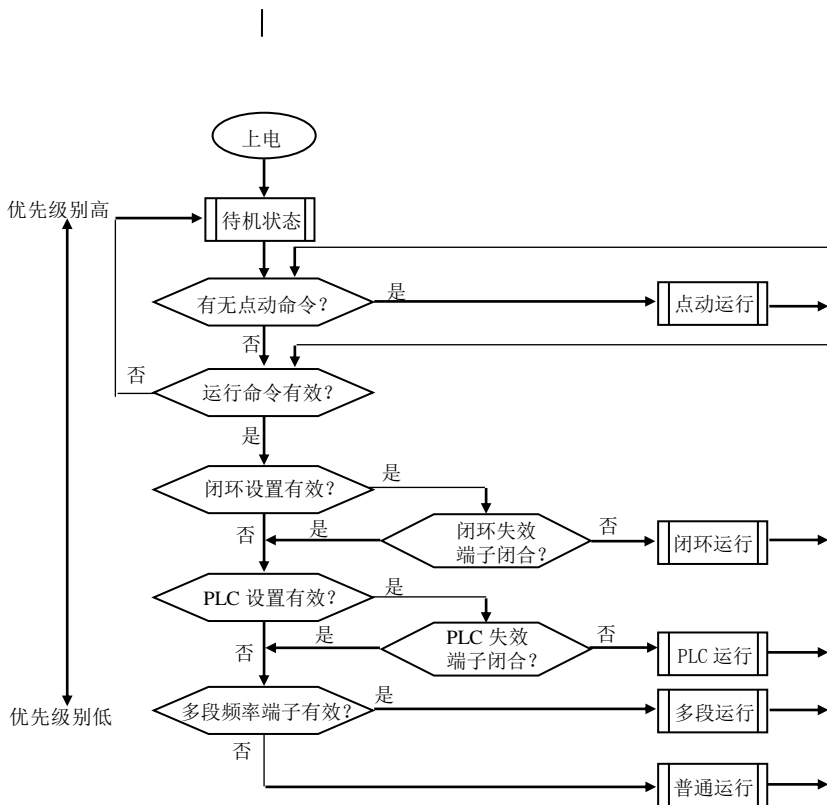 上电
优先级别高
待机状态
有无点动命令？
是
点动运行
否
否
运行命令有效？
是
闭环设置有效？
是
否
是
闭环失效
端子闭合？
否
闭环运行
PLC 设置有效？
是
否
是
PLC 失效
端子闭合？
否
PLC 运行
优先级别低
多段频率端子有效？
是
多段运行
否
普通运行